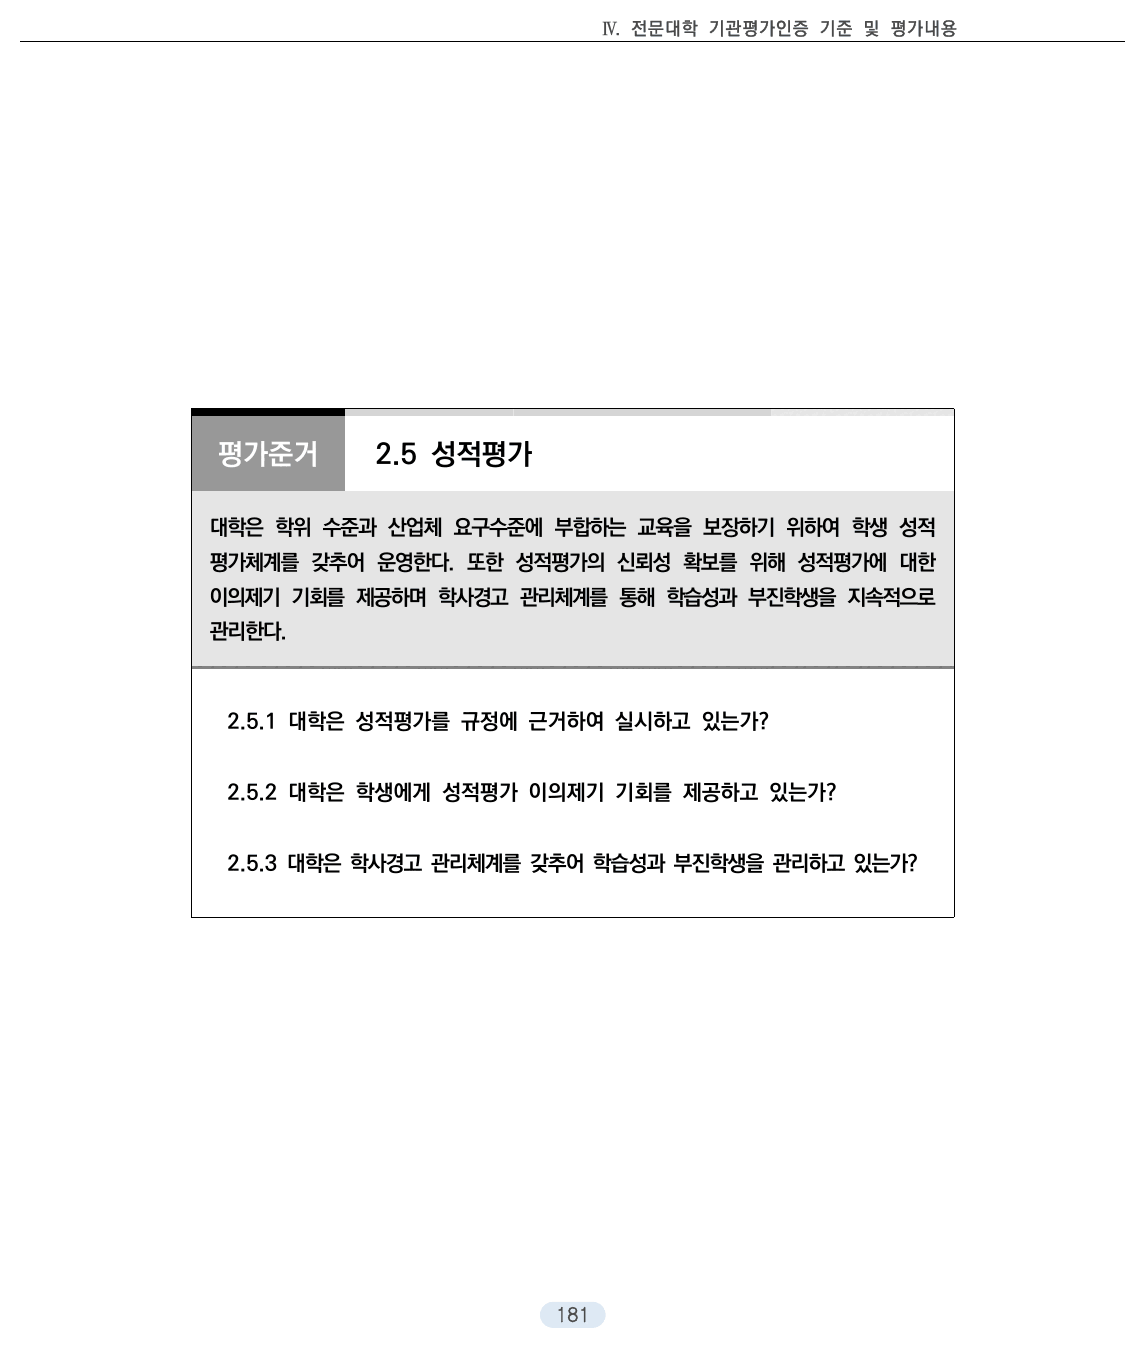 Ⅳ. 전문대학 기관평가인증 기준 및 평가내용
평가준거
2.5 성적평가
대학은 학위 수준과 산업체 요구수준에 부합하는 교육을 보장하기 위하여 학생 성적
평가체계를 갖추어 운영한다. 또한 성적평가의 신뢰성 확보를 위해 성적평가에 대한
이의제기 기회를 제공하며 학사경고 관리체계를 통해 학습성과 부진학생을 지속적으로
관리한다.
2.5.1 대학은 성적평가를 규정에 근거하여 실시하고 있는가?
2.5.2 대학은 학생에게 성적평가 이의제기 기회를 제공하고 있는가?
2.5.3 대학은 학사경고 관리체계를 갖추어 학습성과 부진학생을 관리하고 있는가?
181